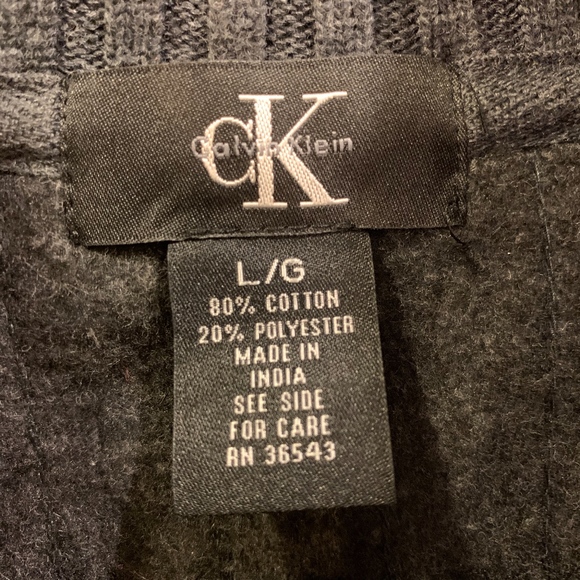 cK
Calvin Klein
L/G
80% COTTON
20% POLYESTER
MADE IN
INDIA
SEE SIDE
FOR CARE
RN 36543